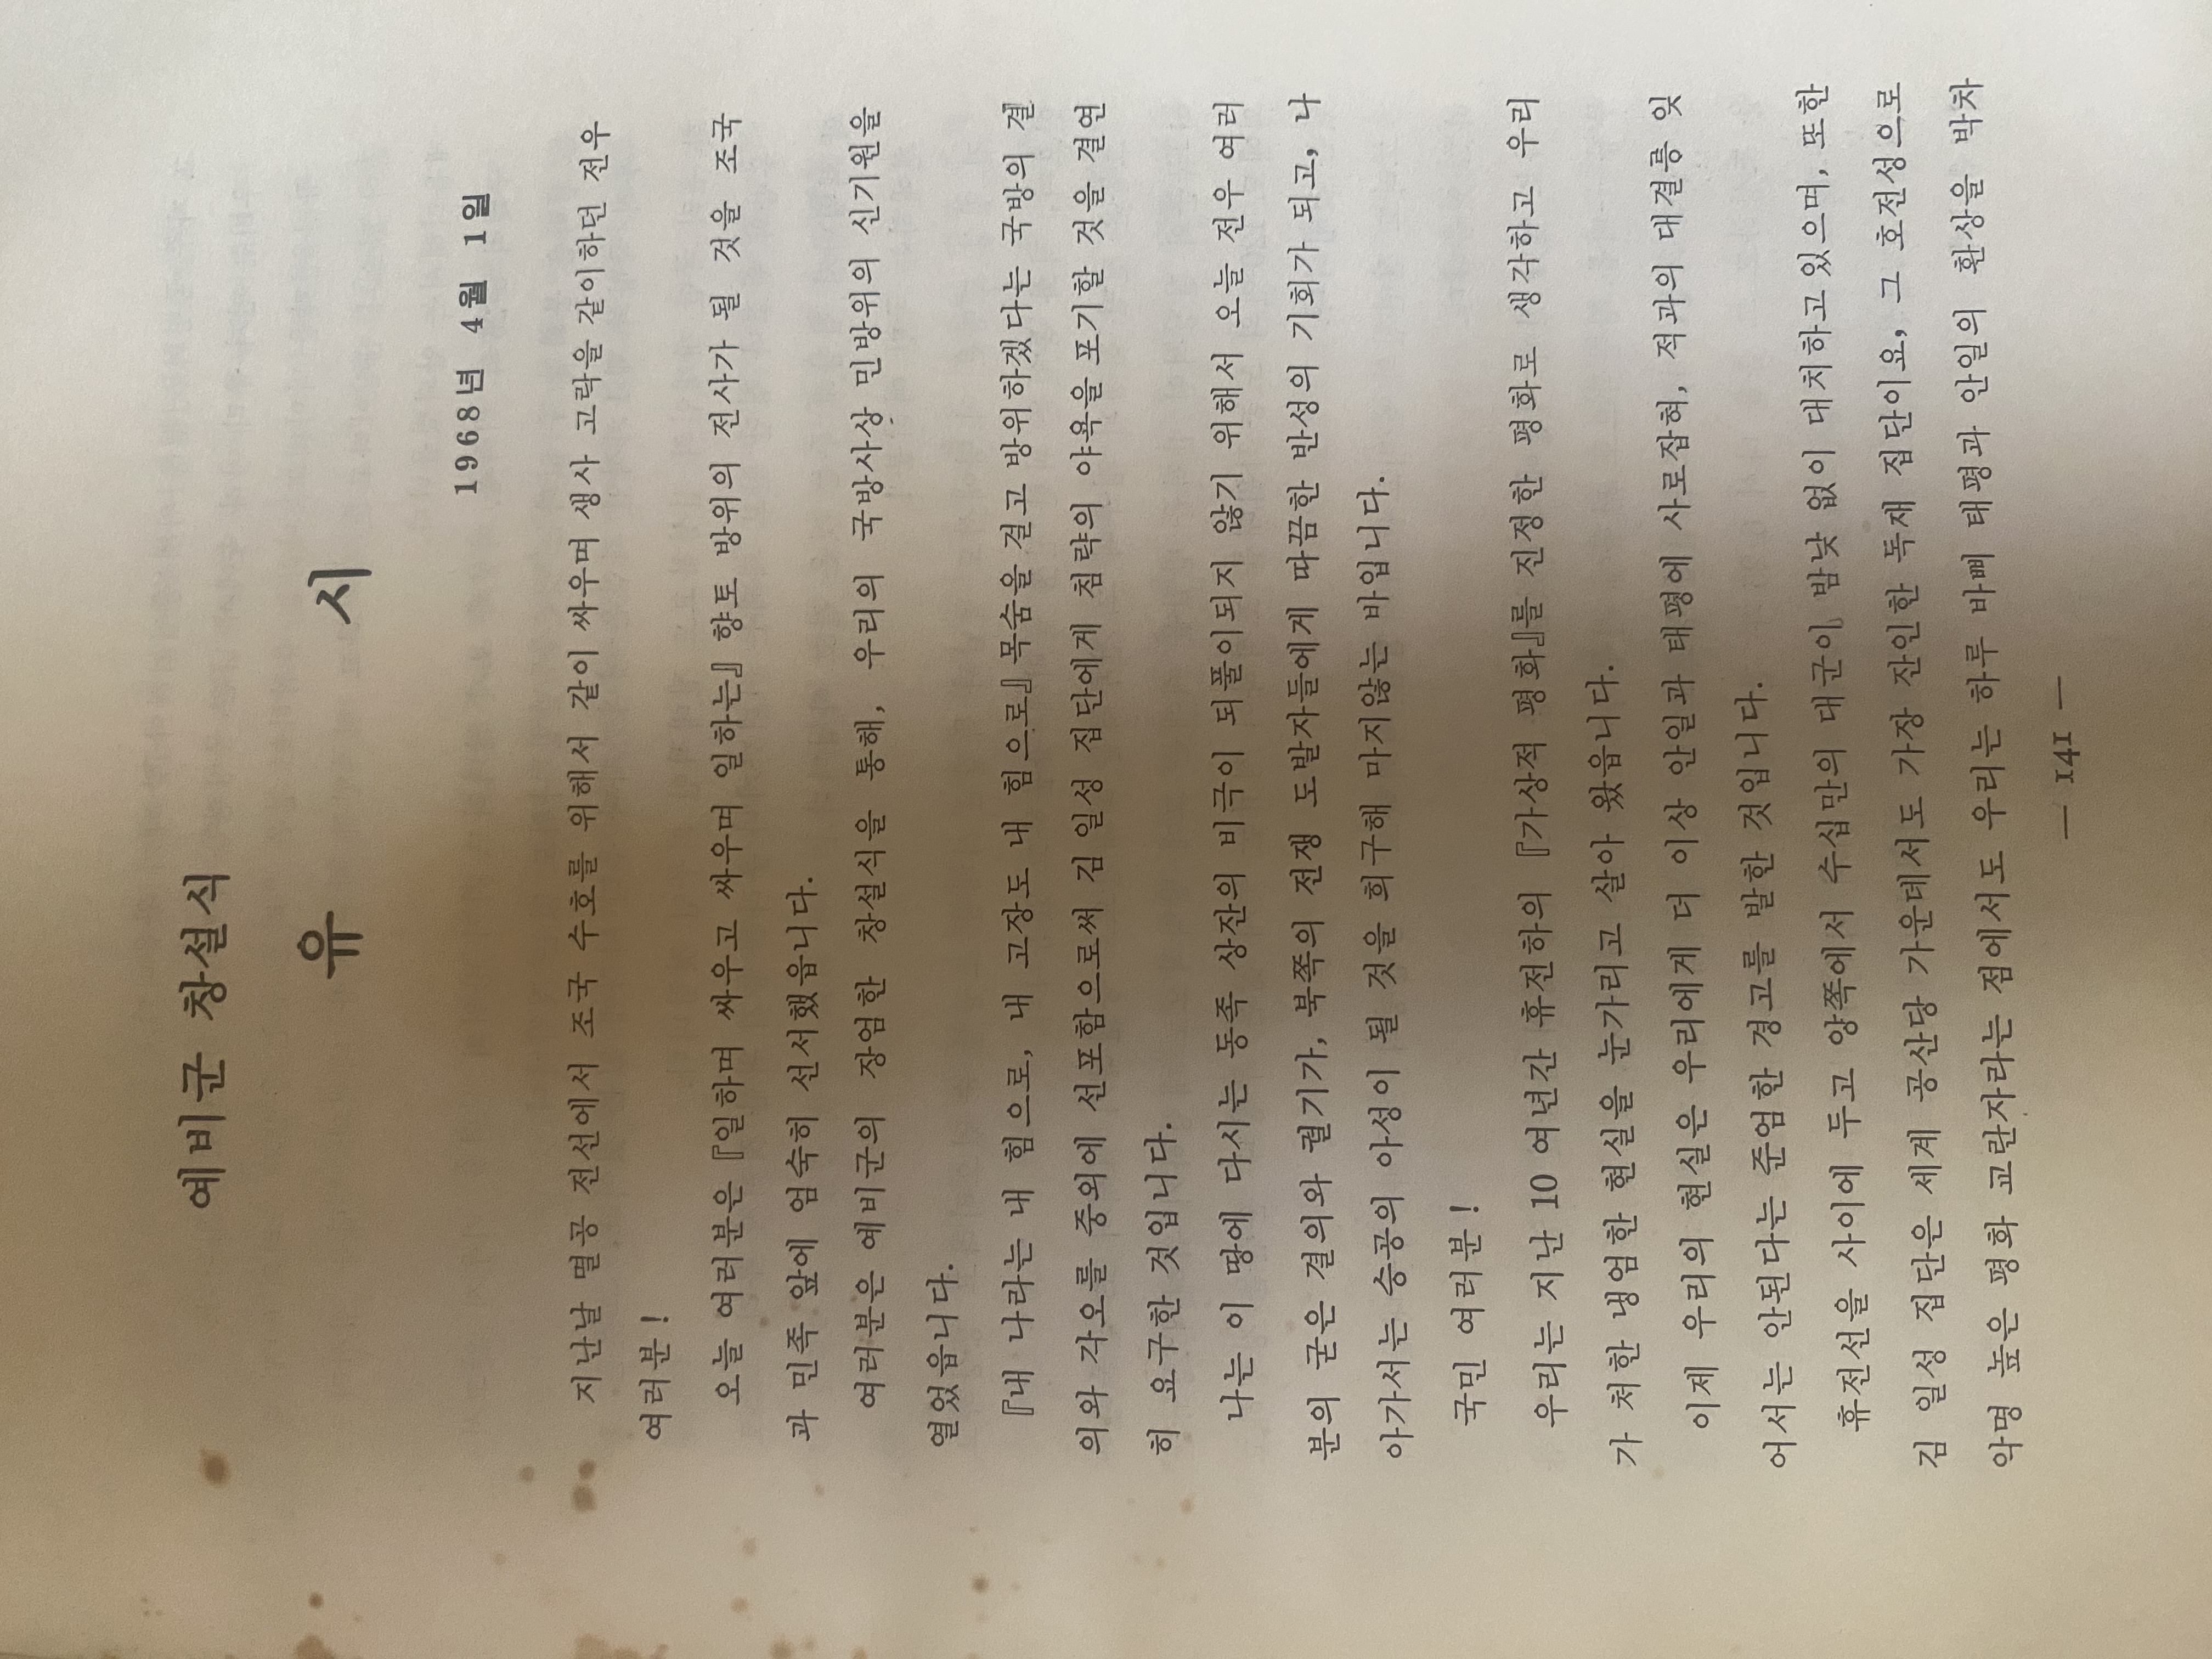 예비군 창설식
유 시
1968년 4월 1일
지난날 멸공 전선에서 조국 수호를 위해서 같이 싸우며 생사 고락을 같이하던 전우
여러분!
오늘 여러분은 『일하며 싸우고 싸우며 일하는』 향토 방위의 전사가 될 것을 조국
과 민족 앞에 엄숙히 선서했읍니다.
여러분은 예비군의 장엄한 창설식을 통해, 우리의 국방사상 민방위의 신기원을
열었읍니다.
『내 나라는 내 힘으로, 내 고장도 내 힘으로』 목숨을 걸고 방위하겠다는 국방의 결
의와 각오를 중외에 선포함으로써 김 일성 집단에게 침략의 야욕을 포기할 것을 결연
히 요구한 것입니다.
나는 이 땅에 다시는 동족 상잔의 비극이 되풀이되지 않기 위해서 오늘 전우 여러
분의 굳은 결의와 궐기가, 북쪽의 전쟁 도발자들에게 따끔한 반성의 기회가 되고, 나
아가서는 승공의 아성이 될 것을 희구해 마지않는 바입니다.
국민 여러분!
우리는 지난 10 여년간 휴전하의 『가상적 평화』를 진정한 평화로 생각하고 우리
가 처한 냉엄한 현실을 눈가리고 살아 왔읍니다.
이제 우리의 현실은 우리에게 더 이상 안일과 태평에 사로잡혀, 적과의 대결을 잊
어서는 안된다는 준엄한 경고를 발한 것입니다.
휴전선을 사이에 두고 양쪽에서 수십만의 대군이 밤낮 없이 대치하고 있으며, 또한
김 일성 집단은 세계 공산당 가운데서도 가장 잔인한 독재 집단이요, 그 호전성으로
악명 높은 평화 교란자라는 점에서도 우리는 하루 바삐 태평과 안일의 환상을 박차
— 141 —